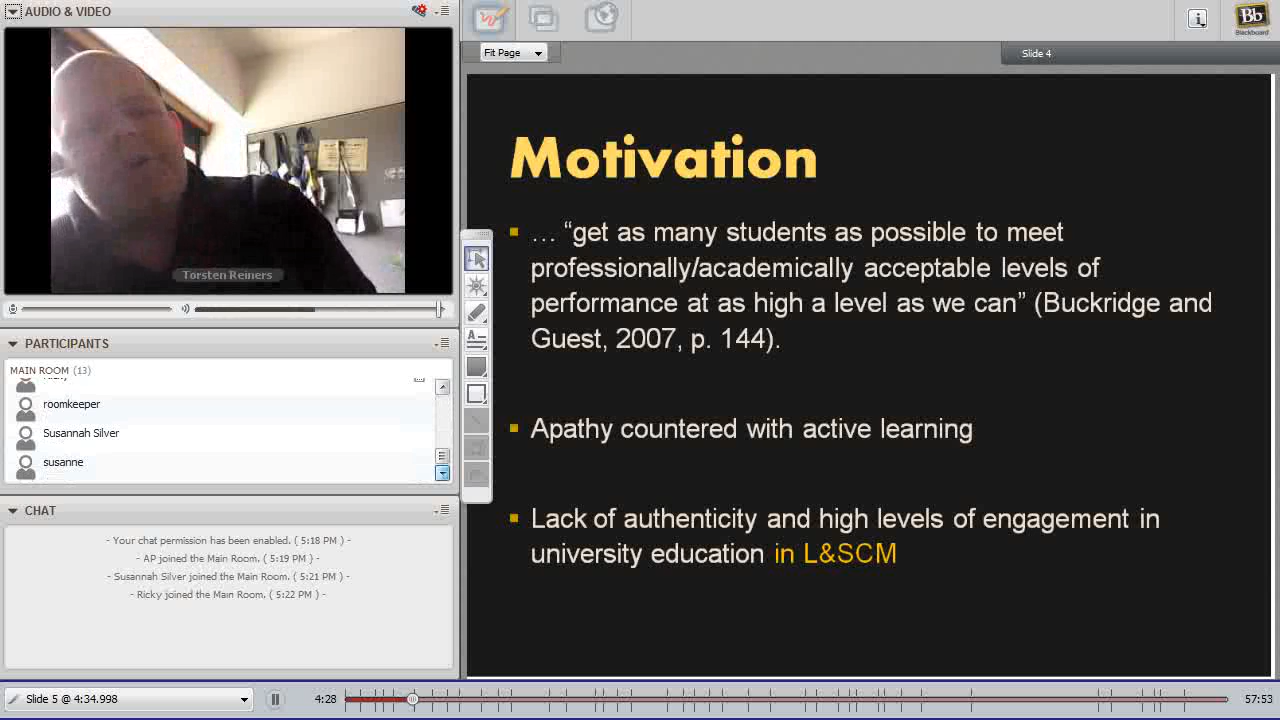 AUDIO & VIDEO
Torsten Reiners
PARTICIPANTS
MAIN ROOM (13)
roomkeeper
Susannah Silver
susanne
CHAT
- Your chat permission has been enabled. ( 5:18 PM ) -
- AP joined the Main Room. ( 5:19 PM ) -
- Susannah Silver joined the Main Room. ( 5:21 PM ) -
- Ricky joined the Main Room. ( 5:22 PM ) -
Bb
Blackboard
Fit Page
Slide 4
Motivation
… “get as many students as possible to meet
professionally/academically acceptable levels of
performance at as high a level as we can” (Buckridge and
Guest, 2007, p. 144).
Apathy countered with active learning
Lack of authenticity and high levels of engagement in
university education in L&SCM
Slide 5 @ 4:34.998
4:28
57:53